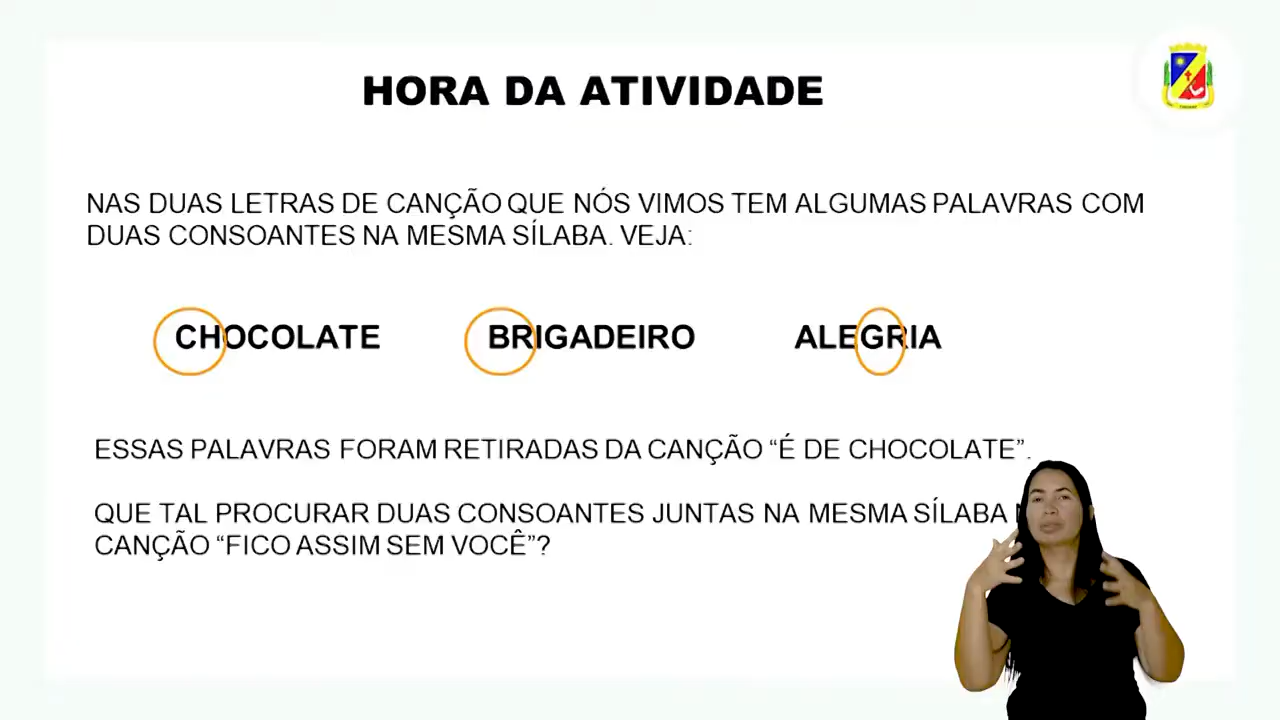 HORA DA ATIVIDADE
NAS DUAS LETRAS DE CANÇÃO QUE NÓS VIMOS TEM ALGUMAS PALAVRAS COM
DUAS CONSOANTES NA MESMA SÍLABA. VEJA:
CHOCOLATE BRIGADEIRO ALEGRIA
ESSAS PALAVRAS FORAM RETIRADAS DA CANÇÃO “É DE CHOCOLATE”.
QUE TAL PROCURAR DUAS CONSOANTES JUNTAS NA MESMA SÍLABA
CANÇÃO “FICO ASSIM SEM VOCÊ”?